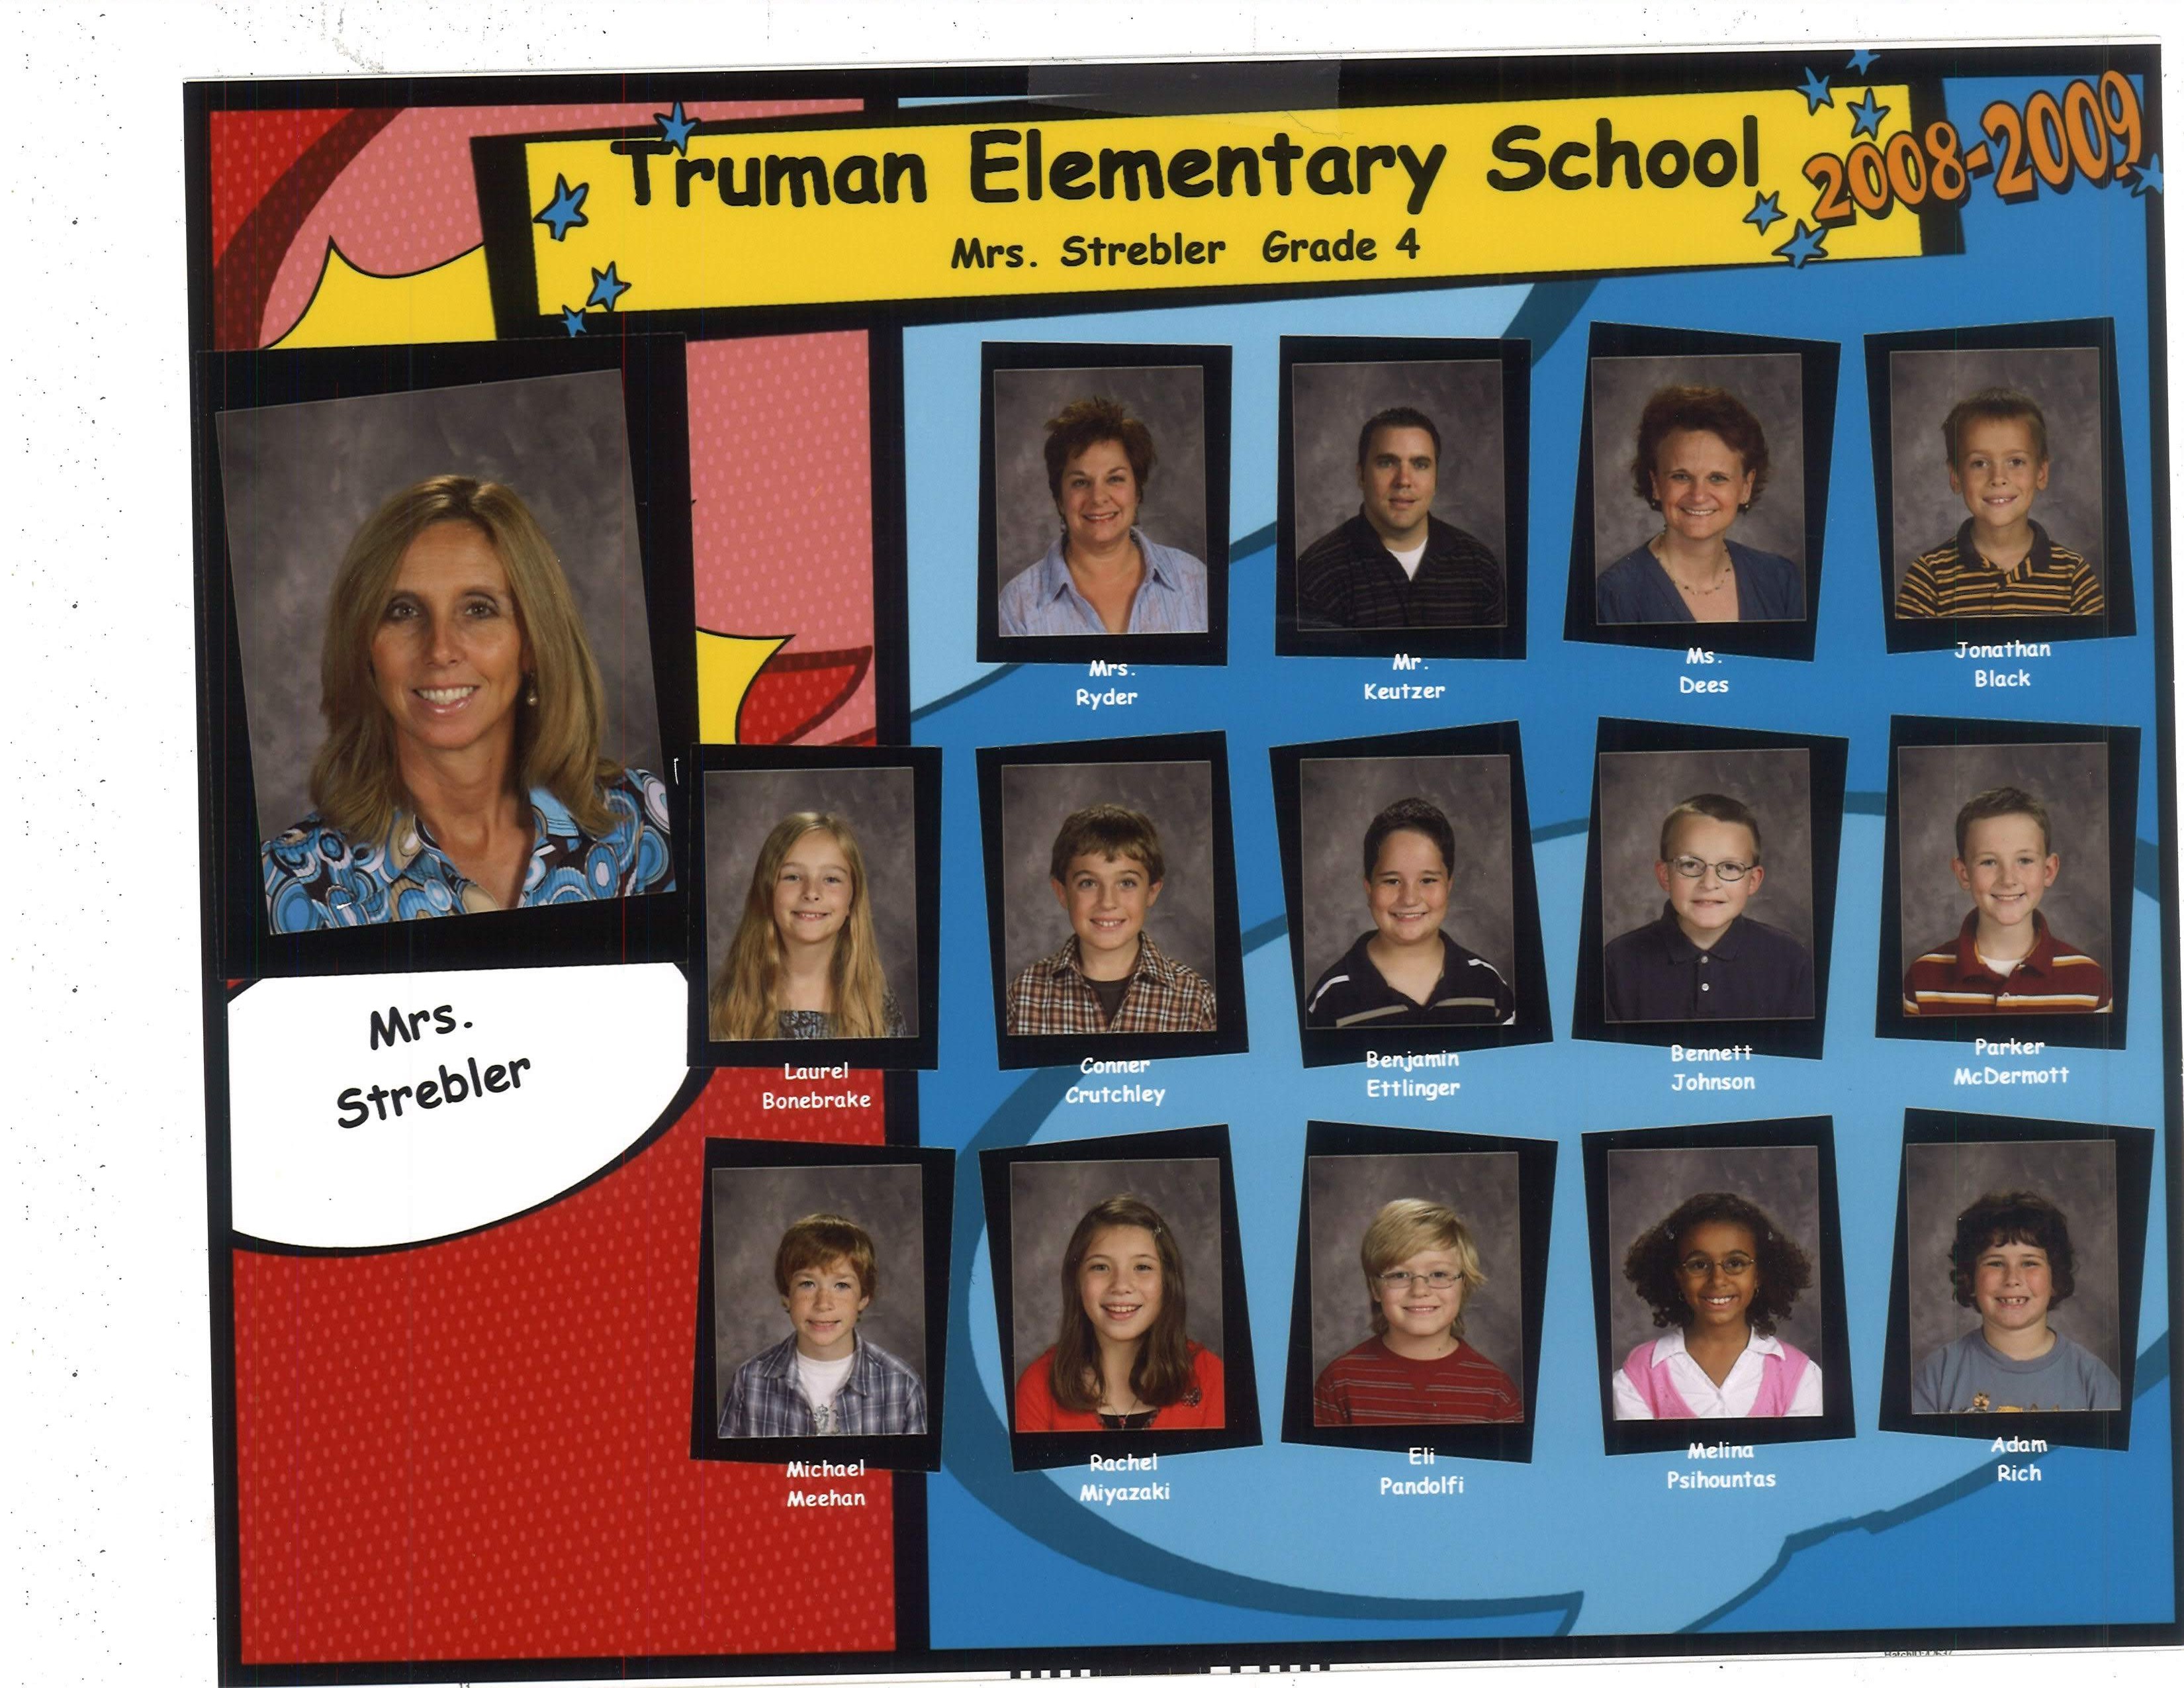 Truman Elementary School
2008-2009
Mrs. Strebler Grade 4
Mrs.
Ryder
Mr.
Keutzer
Ms.
Dees
Jonathan
Black
Mrs.
Strebler
Laurel
Bonebrake
Conner
Crutchley
Benjamin
Ettlinger
Bennett
Johnson
Parker
McDermott
Michael
Meehan
Rachel
Miyazaki
Eli
Pandolfi
Melina
Psihountas
Adam
Rich